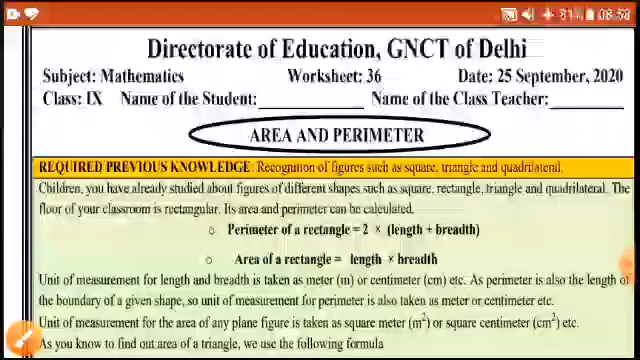 81% 08:58
Directorate of Education, GNCT of Delhi
Subject: Mathematics Worksheet: 36 Date: 25 September, 2020
Class: IX Name of the Student:____________ Name of the Class Teacher:________
AREA AND PERIMETER
REQUIRED PREVIOUS KNOWLEDGE: Recognition of figures such as square, triangle and quadrilateral.
Children, you have already studied about figures of different shapes such as square, rectangle, triangle and quadrilateral. The
floor of your classroom is rectangular. Its area and perimeter can be calculated.
o Perimeter of a rectangle = 2 × (length + breadth)
o Area of a rectangle = length × breadth
Unit of measurement for length and breadth is taken as meter (m) or centimeter (cm) etc. As perimeter is also the length of
the boundary of a given shape, so unit of measurement for perimeter is also taken as meter or centimeter etc.
Unit of measurement for the area of any plane figure is taken as square meter (m²) or square centimeter (cm²) etc.
As you know to find out area of a triangle, we use the following formula